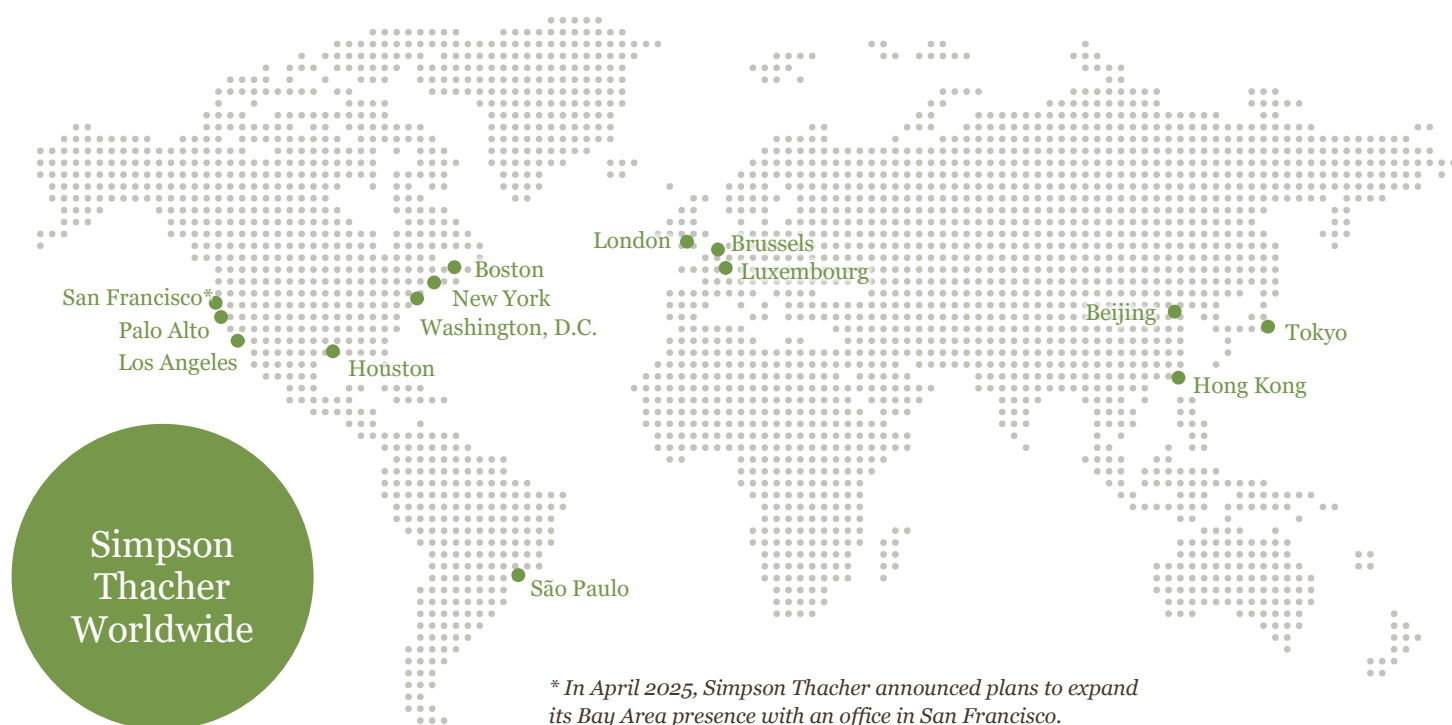 London
Brussels
Luxembourg
Boston
New York
Washington, D.C.
San Francisco*
Palo Alto
Los Angeles
Houston
Beijing
Tokyo
Hong Kong
São Paulo
Simpson
Thacher
Worldwide
* In April 2025, Simpson Thacher announced plans to expand
its Bay Area presence with an office in San Francisco.